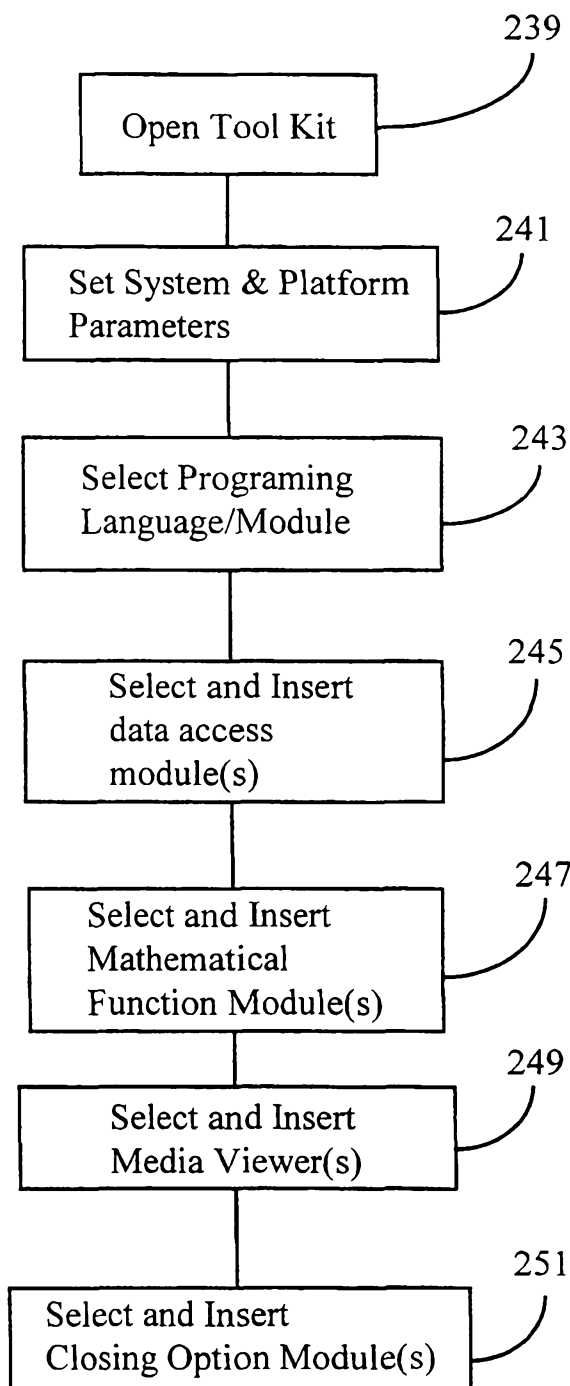 239
Open Tool Kit
241
Set System & Platform
Parameters
243
Select Programing
Language/Module
245
Select and Insert
data access
module(s)
247
Select and Insert
Mathematical
Function Module(s)
249
Select and Insert
Media Viewer(s)
251
Select and Insert
Closing Option Module(s)